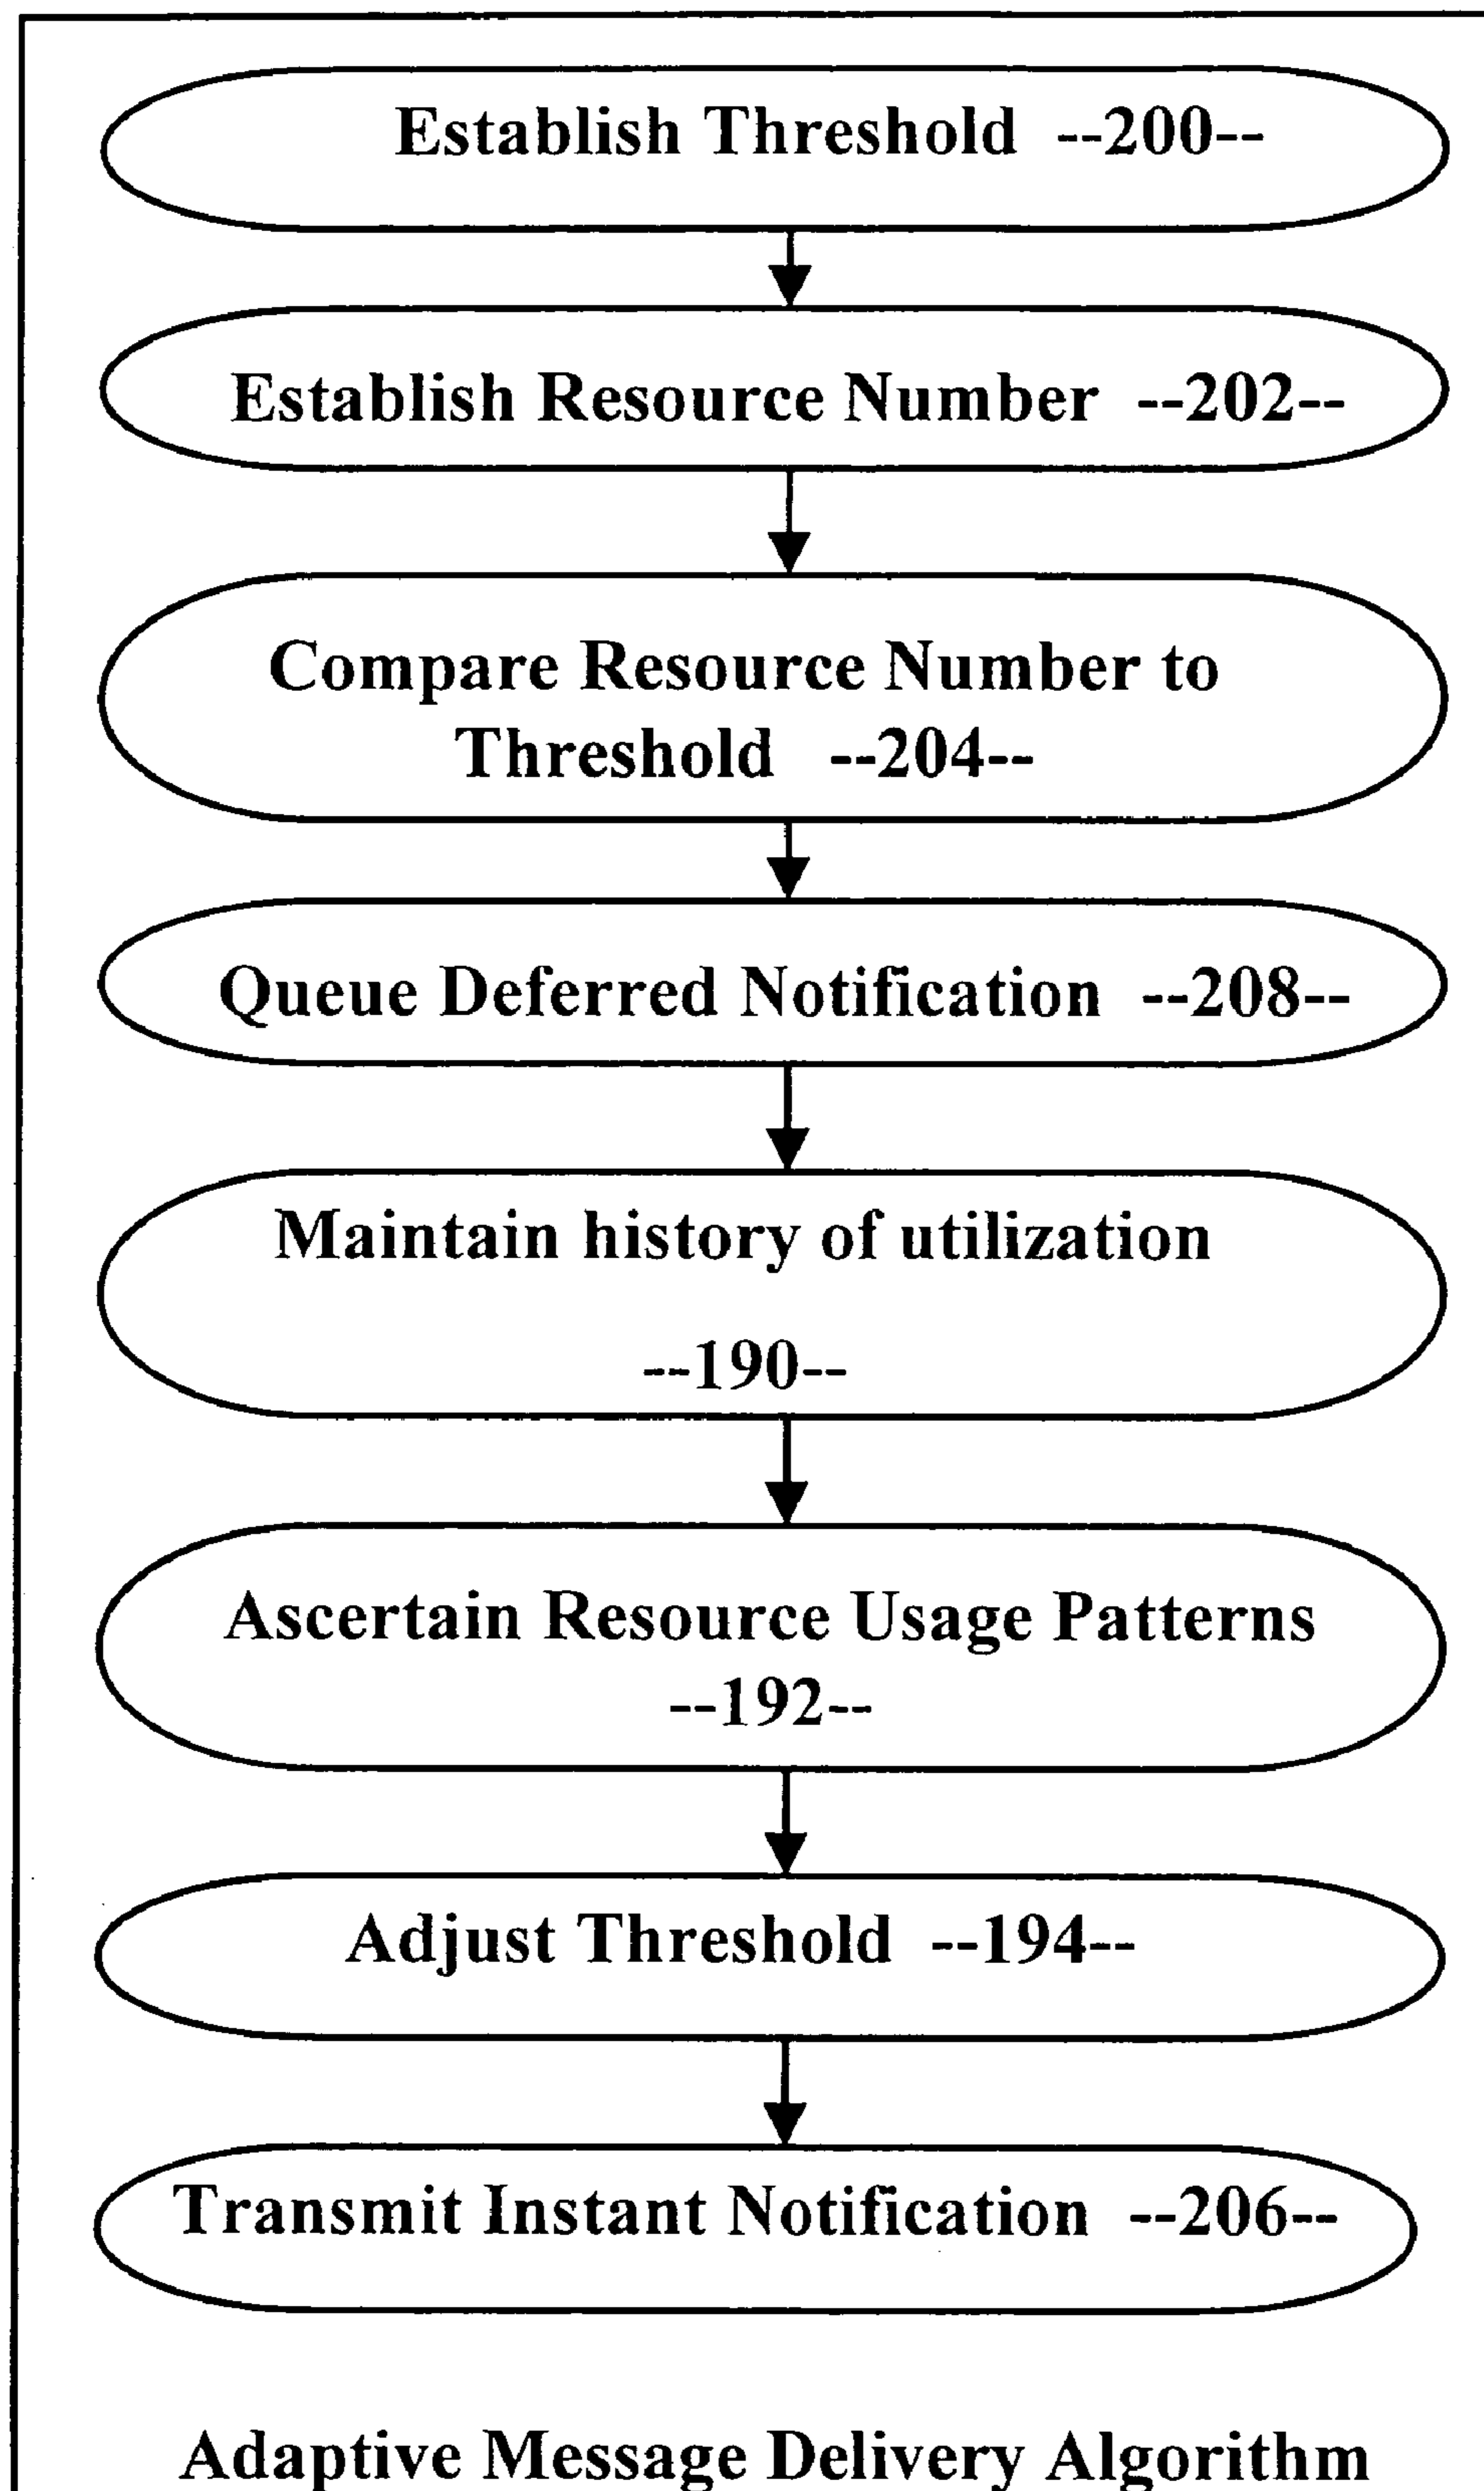 Establish Threshold --200--
Establish Resource Number --202--
Compare Resource Number to
Threshold --204--
Queue Deferred Notification --208--
Maintain history of utilization
--190--
Ascertain Resource Usage Patterns
--192--
Adjust Threshold --194--
Transmit Instant Notification --206--
Adaptive Message Delivery Algorithm